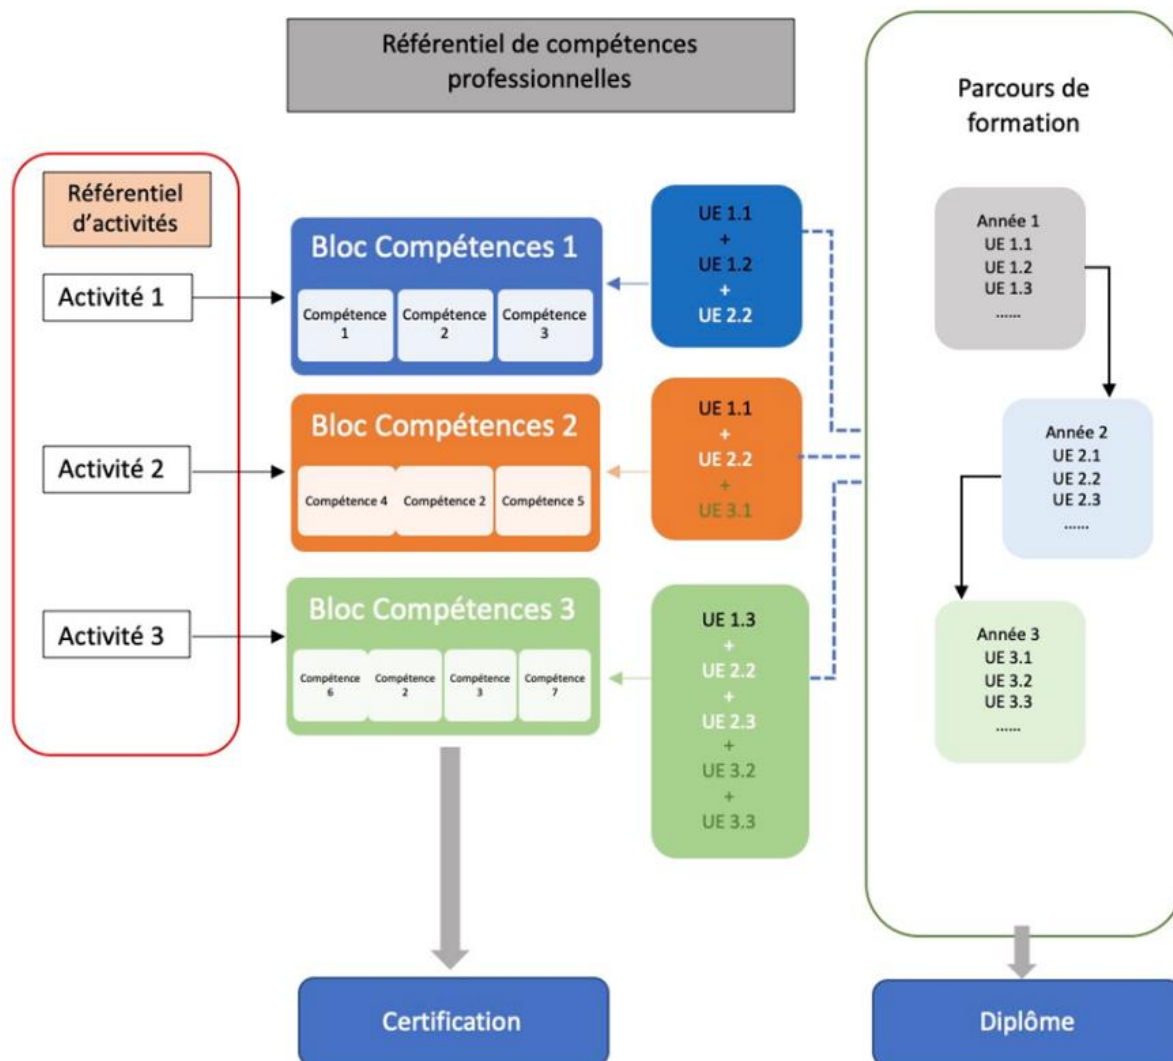 Référentiel de compétences
professionnelles
Référentiel
d'activités
Activité 1
Activité 2
Activité 3
Bloc Compétences 1
Compétence
1
Compétence
2
Compétence
3
Bloc Compétences 2
Compétence 4
Compétence 2
Compétence 5
Bloc Compétences 3
Compétence
6
Compétence
2
Compétence
3
Compétence
7
UE 1.1
+
UE 1.2
+
UE 2.2
UE 1.1
+
UE 2.2
+
UE 3.1
UE 1.3
+
UE 2.2
+
UE 2.3
+
UE 3.2
+
UE 3.3
Parcours de
formation
Année 1
UE 1.1
UE 1.2
UE 1.3
......
Année 2
UE 2.1
UE 2.2
UE 2.3
......
Année 3
UE 3.1
UE 3.2
UE 3.3
......
Certification
Diplôme